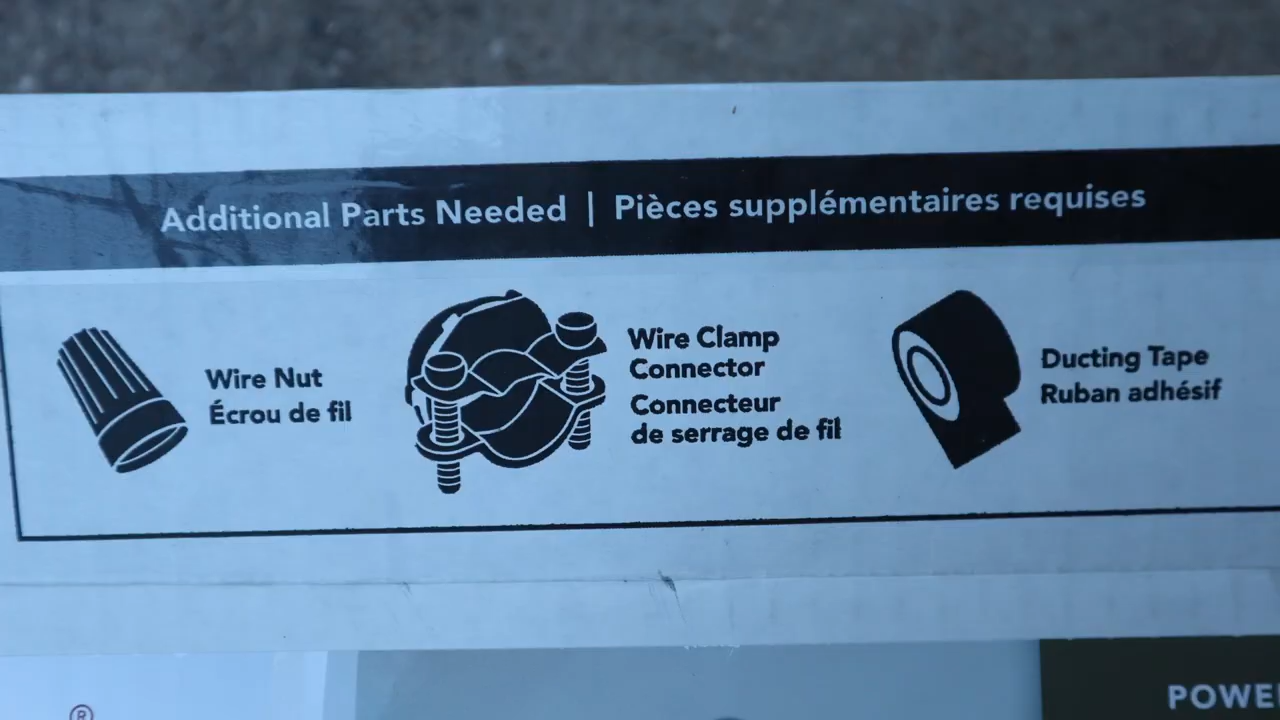 Additional Parts Needed | Pièces supplémentaires requises
Wire Nut
Écrou de fil
Wire Clamp
Connector
Connecteur
de serrage de fil
Ducting Tape
Ruban adhésif
®